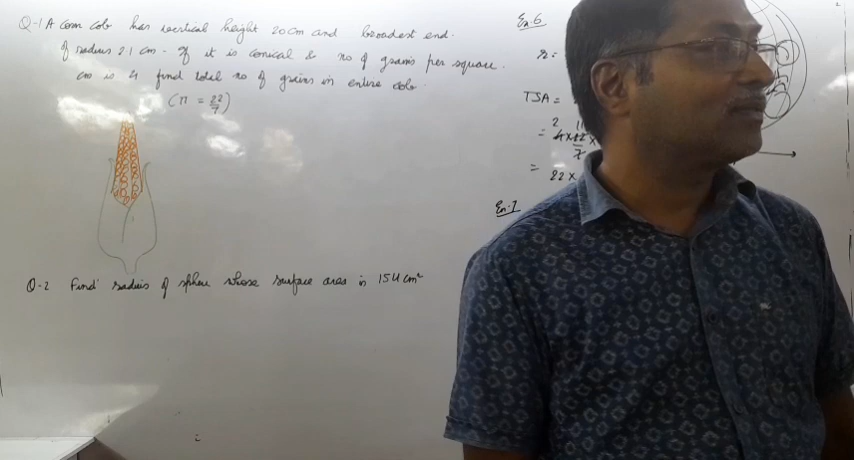 Q-1 A corn cob has vertical height 20 cm and broadest end.
of radius 2.1 cm. If it is conical & no of grains per square.
cm is 4 find total no of grains in entire cob.
(π = 22/7)
Q-2 Find radius of sphere whose surface area is 154 cm²
Ex.6
r =
TSA =
=
= 22 ×
Ex.7